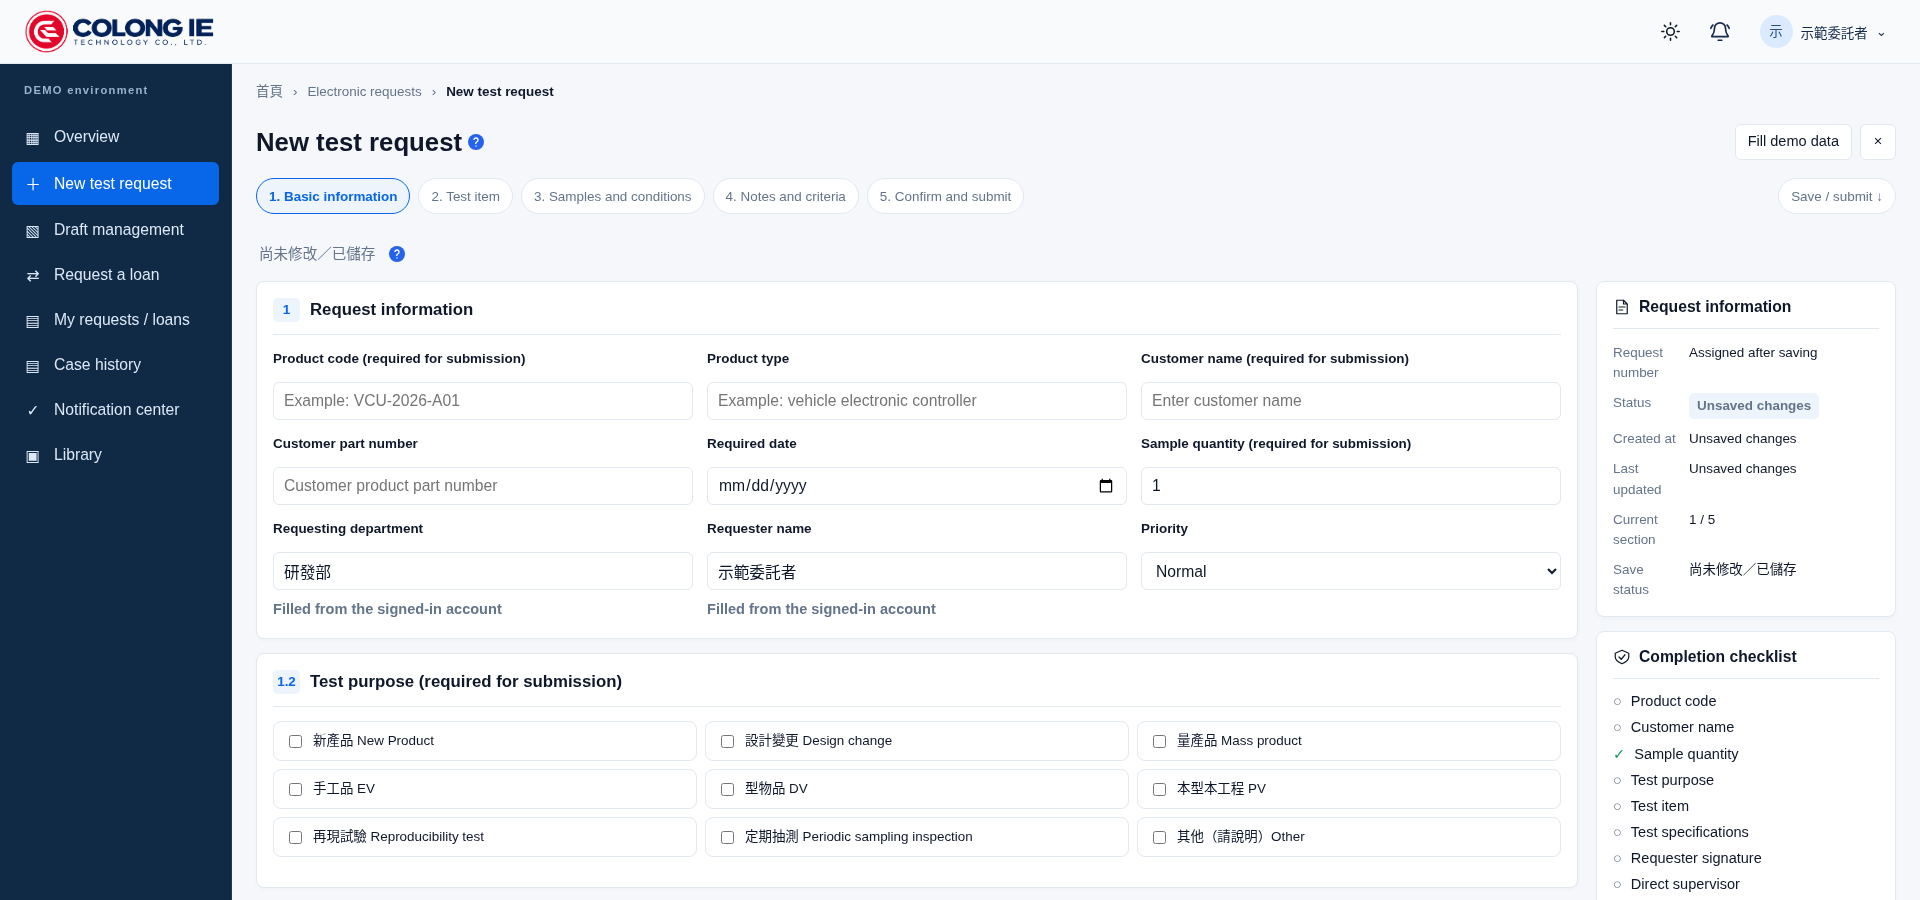 COLONG IE
TECHNOLOGY CO., LTD.
示
示範委託者
DEMO environment
Overview
New test request
Draft management
Request a loan
My requests / loans
Case history
Notification center
Library
首頁 › Electronic requests › New test request
New test request ?
Fill demo data
×
1. Basic information
2. Test item
3. Samples and conditions
4. Notes and criteria
5. Confirm and submit
Save / submit ↓
尚未修改／已儲存 ?
1 Request information
Product code (required for submission)
Product type
Customer name (required for submission)
Example: VCU-2026-A01
Example: vehicle electronic controller
Enter customer name
Customer part number
Required date
Sample quantity (required for submission)
Customer product part number
mm/dd/yyyy
1
Requesting department
Requester name
Priority
研發部
示範委託者
Normal
Filled from the signed-in account
Filled from the signed-in account
1.2 Test purpose (required for submission)
新產品 New Product
設計變更 Design change
量產品 Mass product
手工品 EV
型物品 DV
本型本工程 PV
再現試驗 Reproducibility test
定期抽測 Periodic sampling inspection
其他（請說明）Other
Request information
Request number
Assigned after saving
Status
Unsaved changes
Created at
Unsaved changes
Last updated
Unsaved changes
Current section
1 / 5
Save status
尚未修改／已儲存
Completion checklist
○ Product code
○ Customer name
✓ Sample quantity
○ Test purpose
○ Test item
○ Test specifications
○ Requester signature
○ Direct supervisor